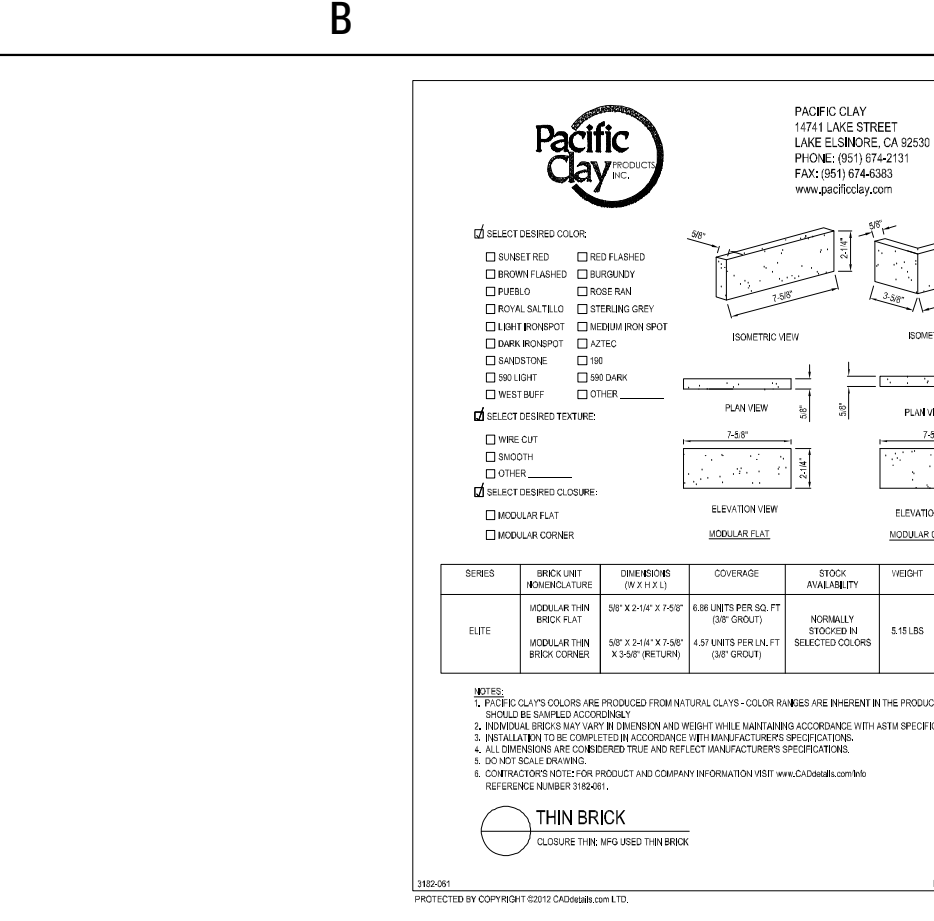 B
Pacific
Clay
PRODUCTS,
INC.
PACIFIC CLAY
14741 LAKE STREET
LAKE ELSINORE, CA 92530
PHONE: (951) 674-2131
FAX: (951) 674-6383
www.pacificclay.com
SELECT DESIRED COLOR:
SUNSET RED
RED FLASHED
BROWN FLASHED
BURGUNDY
PUEBLO
ROSE RAN
ROYAL SALTILLO
STERLING GREY
LIGHT IRONSPOT
MEDIUM IRON SPOT
DARK IRONSPOT
AZTEC
SANDSTONE
190
590 LIGHT
590 DARK
WEST BUFF
OTHER ________
SELECT DESIRED TEXTURE:
WIRE CUT
SMOOTH
OTHER ________
SELECT DESIRED CLOSURE:
MODULAR FLAT
MODULAR CORNER
5/8"
2-1/4"
7-5/8"
ISOMETRIC VIEW
5/8"
3-5/8"
ISOME
PLAN VIEW
5/8"
5/8"
PLAN VI
7-5/8"
2-1/4"
ELEVATION VIEW
MODULAR FLAT
7-5
ELEVATIO
MODULAR C
SERIES
BRICK UNIT
NOMENCLATURE
DIMENSIONS
(W X H X L)
COVERAGE
STOCK
AVAILABILITY
WEIGHT
ELITE
MODULAR THIN
BRICK FLAT
5/8" X 2-1/4" X 7-5/8"
6.86 UNITS PER SQ. FT
(3/8" GROUT)
MODULAR THIN
BRICK CORNER
5/8" X 2-1/4" X 7-5/8"
X 3-5/8" (RETURN)
4.57 UNITS PER LN. FT
(3/8" GROUT)
NORMALLY
STOCKED IN
SELECTED COLORS
5.15 LBS
NOTES:
1. PACIFIC CLAY'S COLORS ARE PRODUCED FROM NATURAL CLAYS - COLOR RANGES ARE INHERENT IN THE PRODUC
SHOULD BE SAMPLED ACCORDINGLY
2. INDIVIDUAL BRICKS MAY VARY IN DIMENSION AND WEIGHT WHILE MAINTAINING ACCORDANCE WITH ASTM SPECIFIC
3. INSTALLATION TO BE COMPLETED IN ACCORDANCE WITH MANUFACTURER'S SPECIFICATIONS.
4. ALL DIMENSIONS ARE CONSIDERED TRUE AND REFLECT MANUFACTURER'S SPECIFICATIONS.
5. DO NOT SCALE DRAWING.
6. CONTRACTOR'S NOTE: FOR PRODUCT AND COMPANY INFORMATION VISIT www.CADdetails.com/info
REFERENCE NUMBER 3182-061.
THIN BRICK
CLOSURE THIN: MFG USED THIN BRICK
3182-061
PROTECTED BY COPYRIGHT ©2012 CADdetails.com LTD.